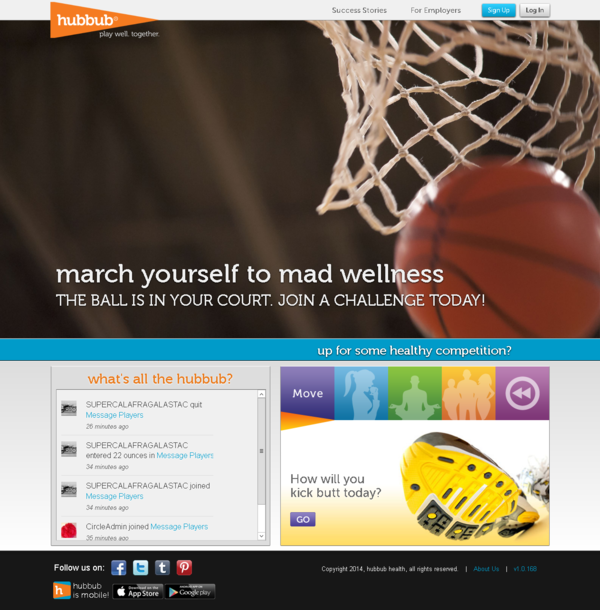 hubbub®
play well. together.
Success Stories For Employers Sign Up Log In
march yourself to mad wellness
THE BALL IS IN YOUR COURT. JOIN A CHALLENGE TODAY!
up for some healthy competition?
what's all the hubbub?
SUPERCALAFRAGALASTAC quit
Message Players
26 minutes ago
SUPERCALAFRAGALASTAC
entered 22 ounces in Message Players
34 minutes ago
SUPERCALAFRAGALASTAC joined
Message Players
34 minutes ago
CircleAdmin joined Message Players
35 minutes ago
Move
How will you
kick butt today?
GO
Follow us on:
Copyright 2014, hubbub health, all rights reserved. | About Us | v1.0.168
hubbub
is mobile!
Download on the
App Store
Google play